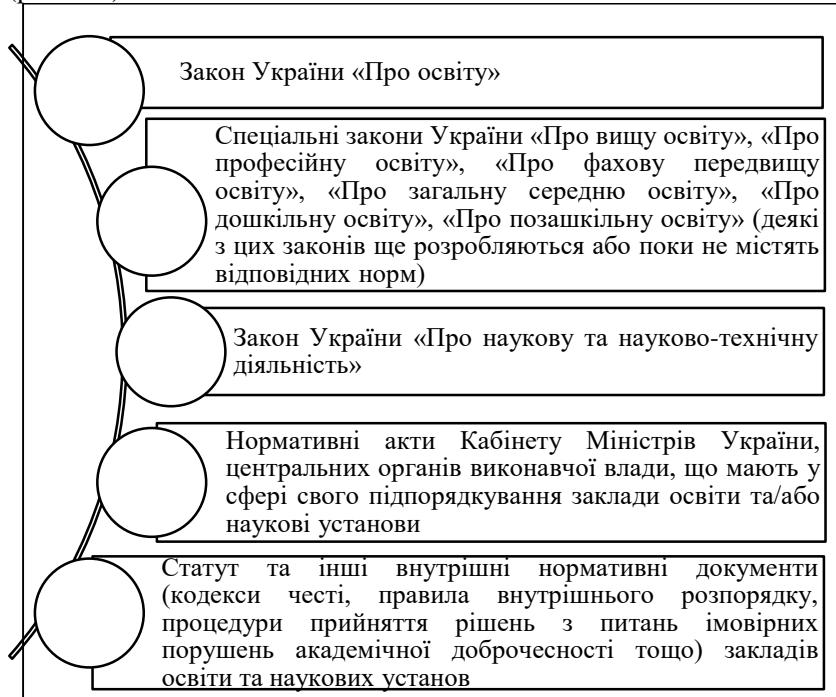 Закон України «Про освіту»
Спеціальні закони України «Про вищу освіту», «Про
професійну освіту», «Про фахову передвищу
освіту», «Про загальну середню освіту», «Про
дошкільну освіту», «Про позашкільну освіту» (деякі
з цих законів ще розробляються або поки не містять
відповідних норм)
Закон України «Про наукову та науково-технічну
діяльність»
Нормативні акти Кабінету Міністрів України,
центральних органів виконавчої влади, що мають у
сфері свого підпорядкування заклади освіти та/або
наукові установи
Статут та інші внутрішні нормативні документи
(кодекси честі, правила внутрішнього розпорядку,
процедури прийняття рішень з питань імовірних
порушень академічної доброчесності тощо) закладів
освіти та наукових установ